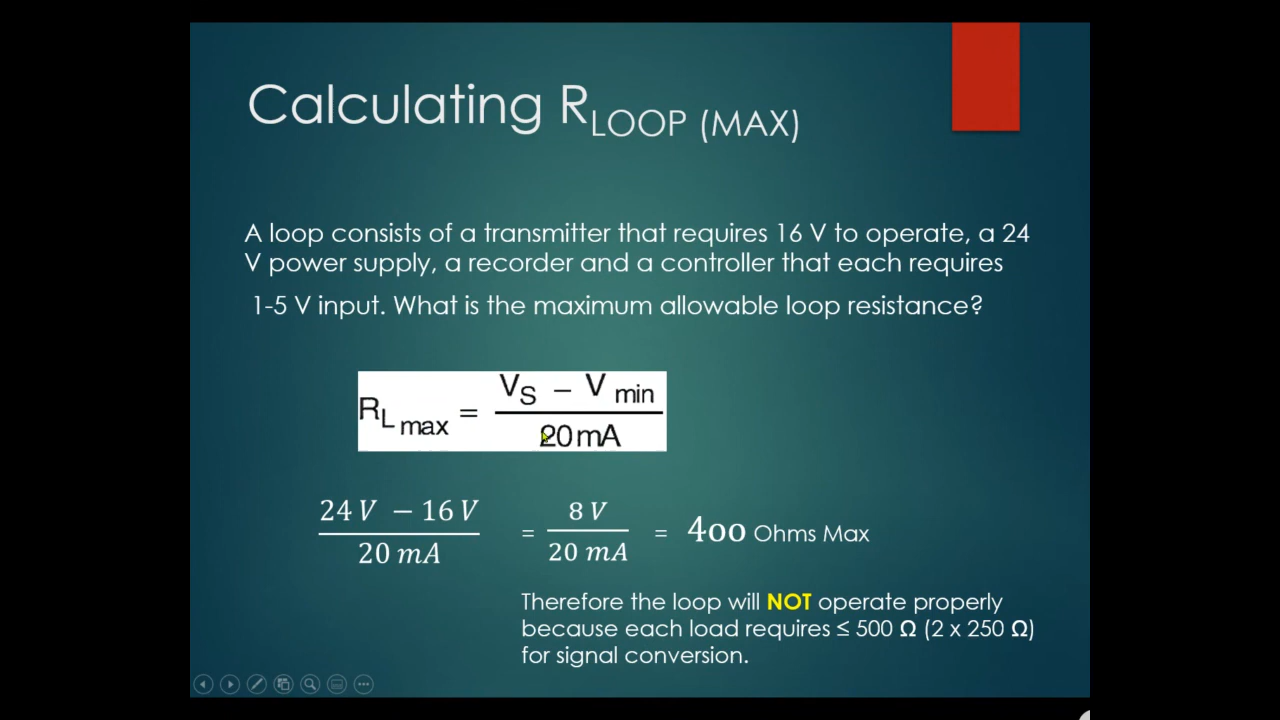 Calculating R LOOP (MAX)
A loop consists of a transmitter that requires 16 V to operate, a 24
V power supply, a recorder and a controller that each requires
1-5 V input. What is the maximum allowable loop resistance?
R L max = V S – V min / 20 mA
24 V − 16 V / 20 mA = 8 V / 20 mA = 400 Ohms Max
Therefore the loop will NOT operate properly
because each load requires ≤ 500 Ω (2 x 250 Ω)
for signal conversion.